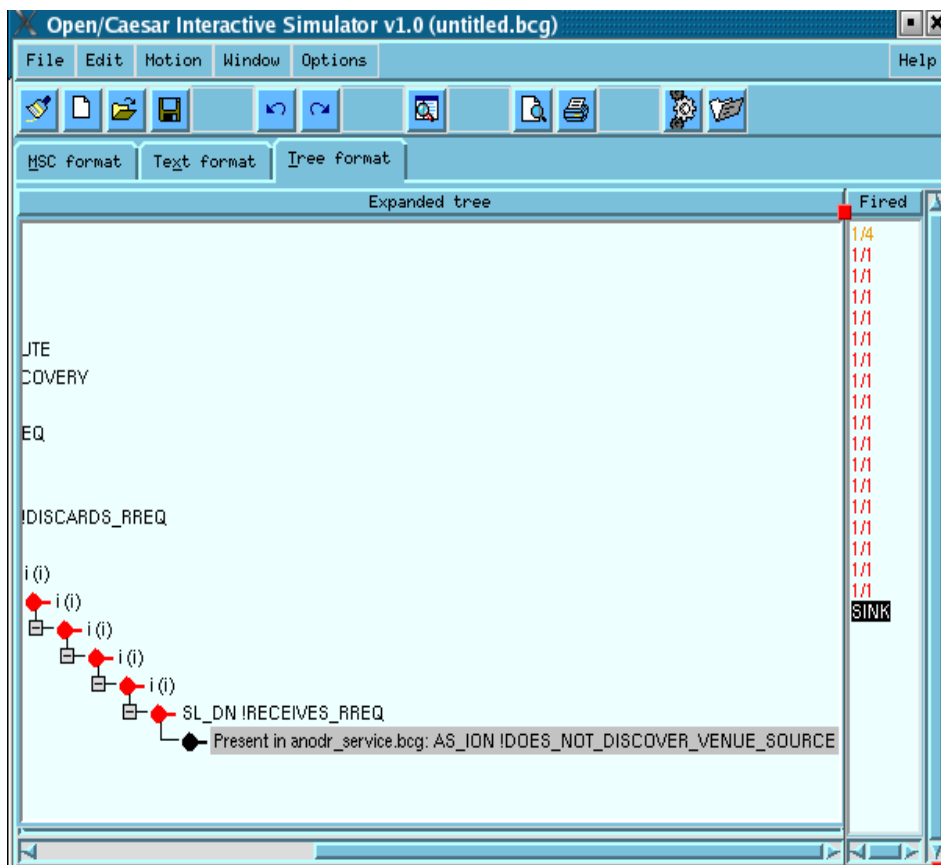 Open/Caesar Interactive Simulator v1.0 (untitled.bcg)
File Edit Motion Window Options Help
MSC format Text format Tree format
Expanded tree Fired
1/4
1/1
1/1
1/1
1/1
UTE 1/1
1/1
COVERY 1/1
1/1
EQ 1/1
1/1
1/1
1/1
!DISCARDS_RREQ 1/1
1/1
1/1
i (i) 1/1
i (i) 1/1
SINK
i (i)
i (i)
i (i)
SL_DN !RECEIVES_RREQ
Present in anodr_service.bcg: AS_ION !DOES_NOT_DISCOVER_VENUE_SOURCE